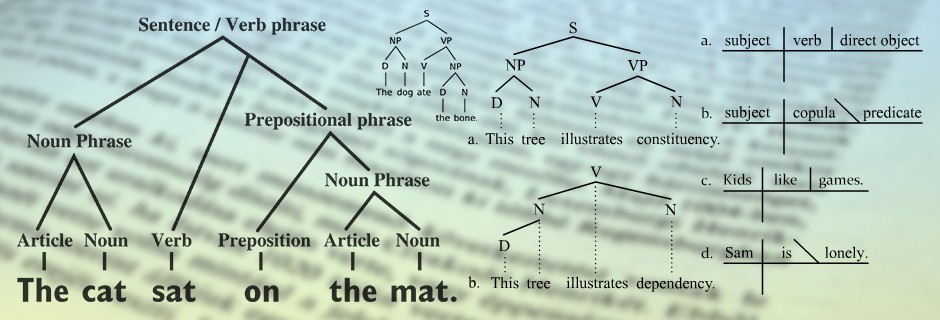 Sentence / Verb phrase
Noun Phrase
Prepositional phrase
Noun Phrase
Article Noun Verb Preposition Article Noun
The cat sat on the mat.
S
NP VP
D N V NP
The dog ate D N
the bone.
S
NP VP
D N V N
a. This tree illustrates constituency.
V
N N
D
b. This tree illustrates dependency.
a. subject verb direct object
b. subject copula predicate
c. Kids like games.
d. Sam is lonely.